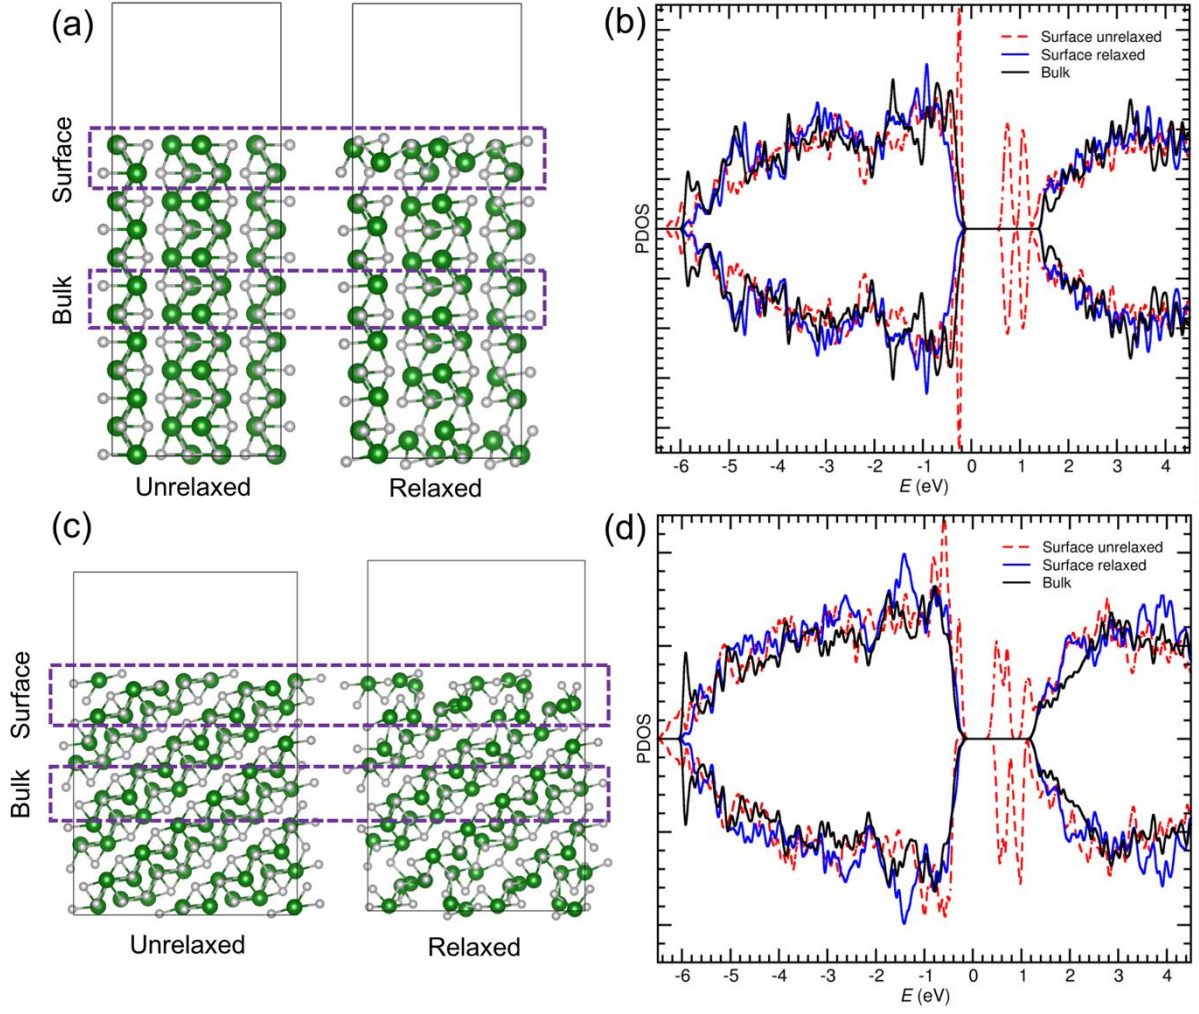 (a)
Surface
Bulk
Unrelaxed
Relaxed
(b)
Surface unrelaxed
Surface relaxed
Bulk
PDOS
-6 -5 -4 -3 -2 -1 0 1 2 3 4
E (eV)
(c)
Surface
Bulk
Unrelaxed
Relaxed
(d)
Surface unrelaxed
Surface relaxed
Bulk
PDOS
-6 -5 -4 -3 -2 -1 0 1 2 3 4
E (eV)